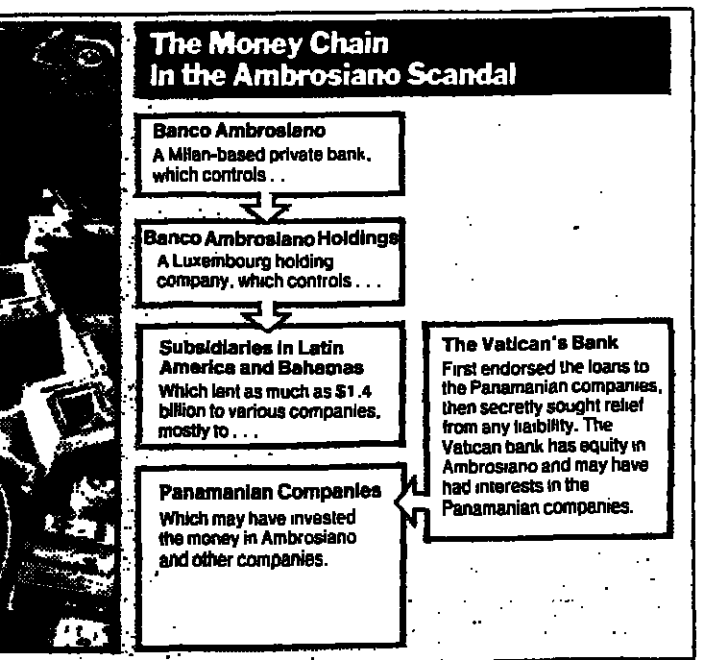 The Money Chain
In the Ambrosiano Scandal
Banco Ambrosiano
A Milan-based private bank,
which controls . .
Banco Ambrosiano Holdings
A Luxembourg holding
company, which controls . . .
Subsidiaries in Latin
America and Bahamas
Which lent as much as $1.4
billion to various companies,
mostly to . . .
Panamanian Companies
Which may have invested
the money in Ambrosiano
and other companies.
The Vatican's Bank
First endorsed the loans to
the Panamanian companies,
then secretly sought relief
from any liability. The
Vatican bank has equity in
Ambrosiano and may have
had interests in the
Panamanian companies.